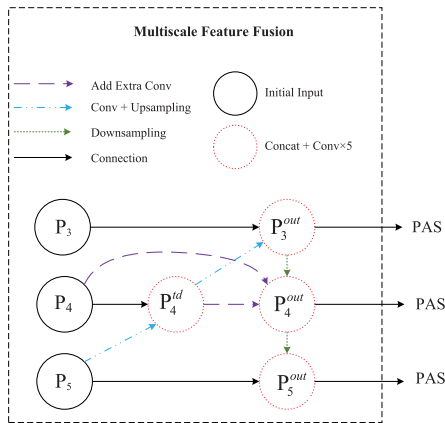 Multiscale Feature Fusion
Add Extra Conv
Conv + Upsampling
Downsampling
Connection
Initial Input
Concat + Conv×5
P3 P3out PAS
P4 P4td P4out PAS
P5 P5out PAS